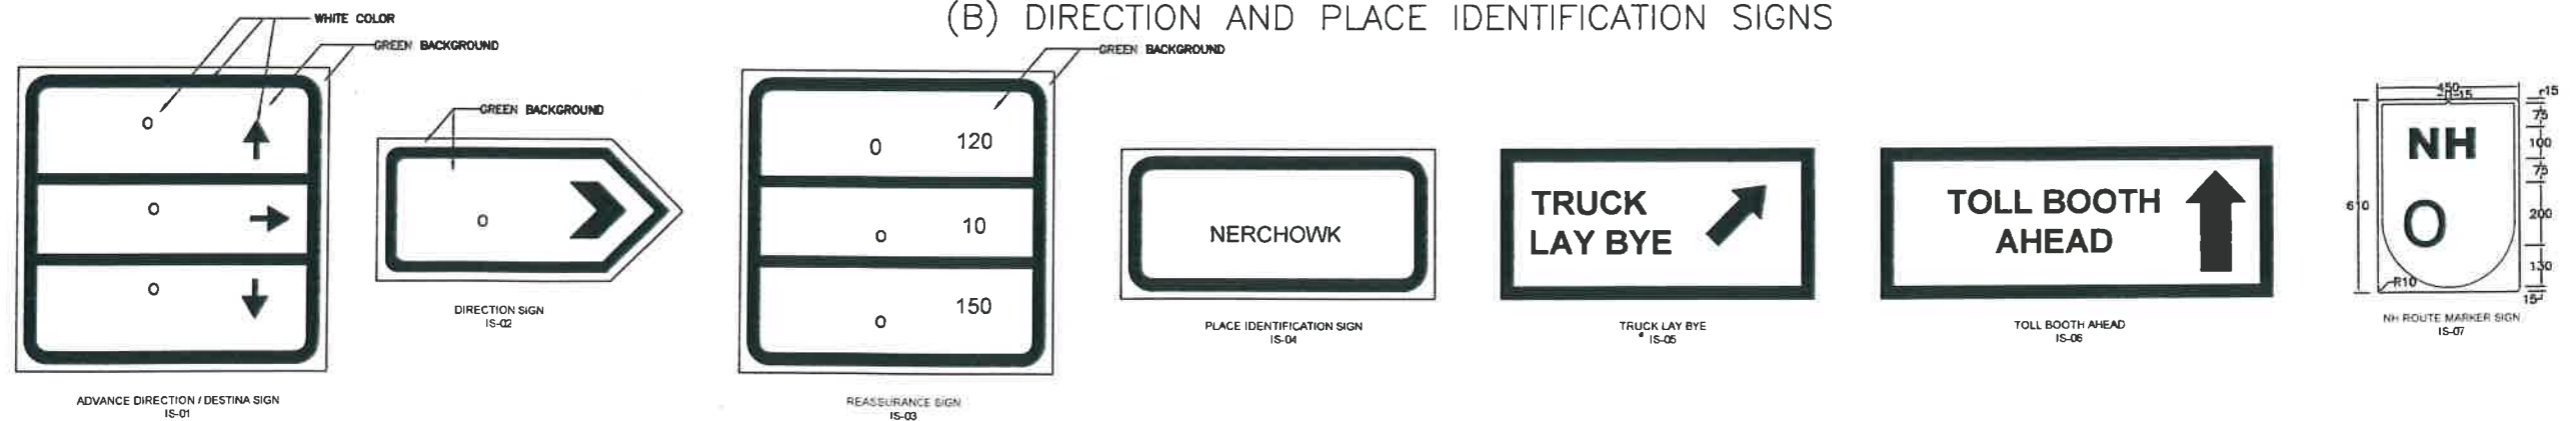 (B) DIRECTION AND PLACE IDENTIFICATION SIGNS
WHITE COLOR
GREEN BACKGROUND
O
O
O
ADVANCE DIRECTION / DESTINA SIGN
IS-01
GREEN BACKGROUND
O
DIRECTION SIGN
IS-02
GREEN BACKGROUND
O 120
O 10
O 150
REASSURANCE SIGN
IS-03
NERCHOWK
PLACE IDENTIFICATION SIGN
IS-04
TRUCK
LAY BYE
TRUCK LAY BYE
IS-05
TOLL BOOTH
AHEAD
TOLL BOOTH AHEAD
IS-06
450
15
r15
75
NH
100
75
610
O
200
130
R10
15
NH ROUTE MARKER SIGN
IS-07